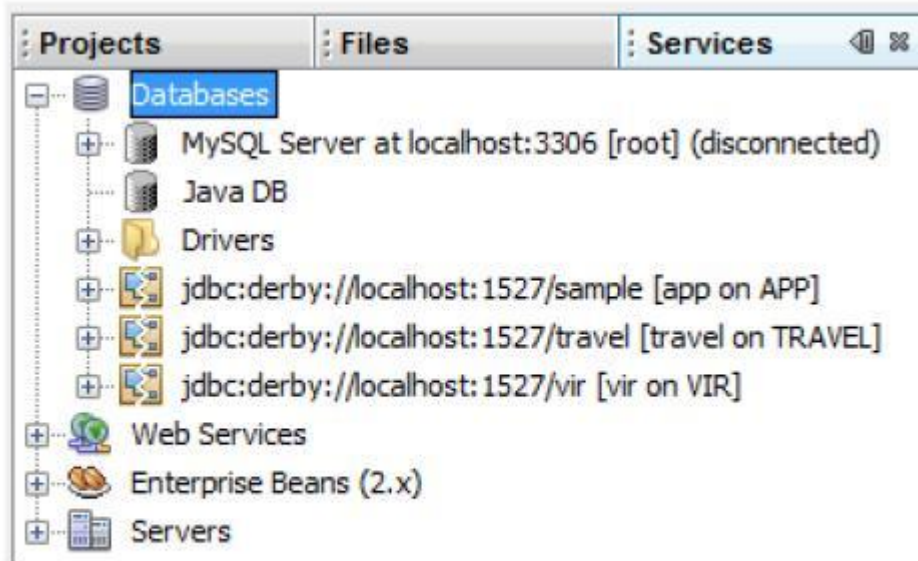 Projects Files Services
Databases
MySQL Server at localhost:3306 [root] (disconnected)
Java DB
Drivers
jdbc:derby://localhost:1527/sample [app on APP]
jdbc:derby://localhost:1527/travel [travel on TRAVEL]
jdbc:derby://localhost:1527/vir [vir on VIR]
Web Services
Enterprise Beans (2.x)
Servers